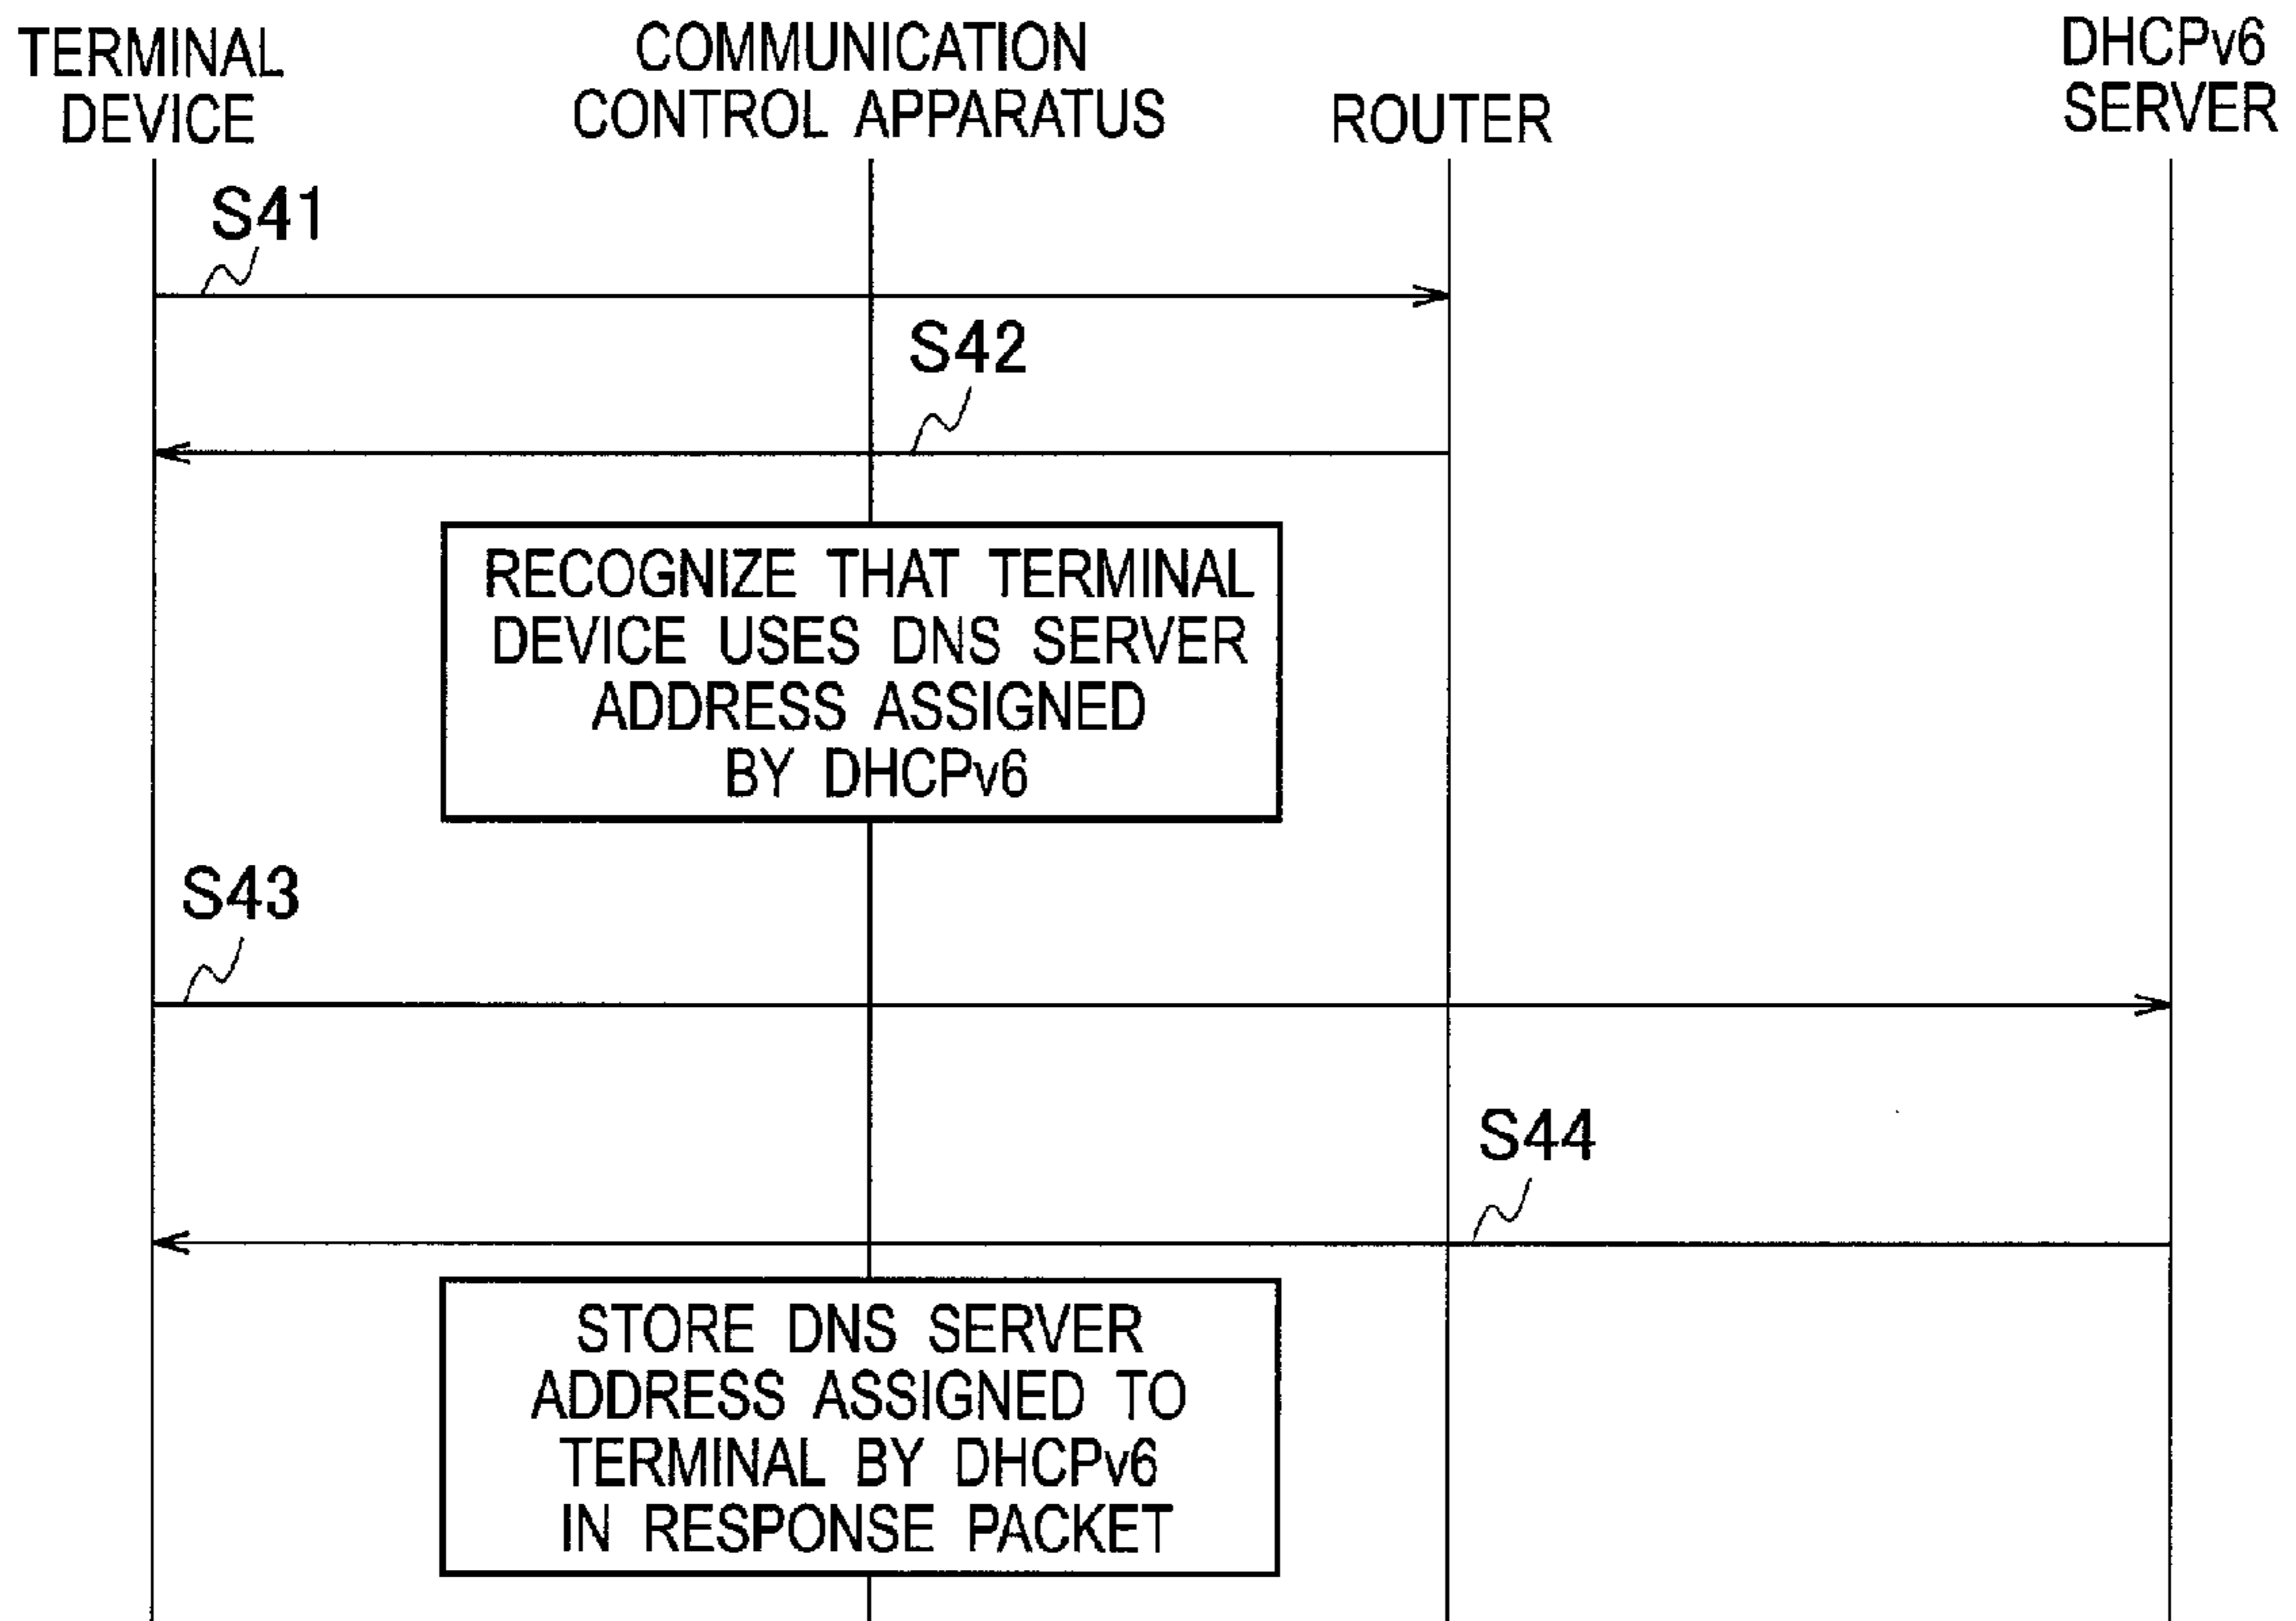 TERMINAL
DEVICE
COMMUNICATION
CONTROL APPARATUS
ROUTER
DHCPv6
SERVER
S41
S42
RECOGNIZE THAT TERMINAL
DEVICE USES DNS SERVER
ADDRESS ASSIGNED
BY DHCPv6
S43
S44
STORE DNS SERVER
ADDRESS ASSIGNED TO
TERMINAL BY DHCPv6
IN RESPONSE PACKET